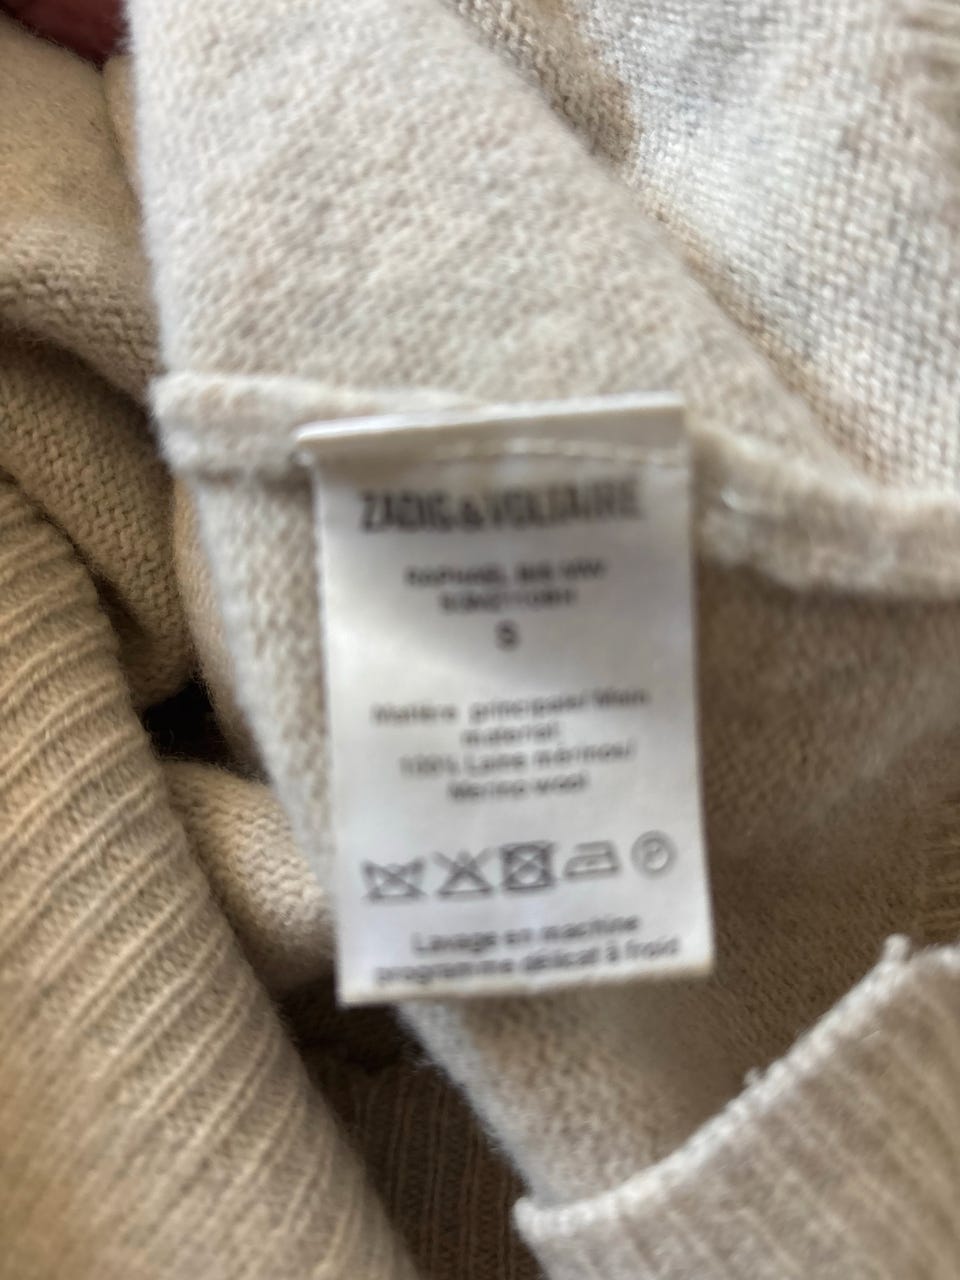 ZADIG&VOLTAIRE
S
Matière principale/ Main
material:
100% Laine mérinos/
Merino wool
P
Lavage en machine
programme délicat à froid